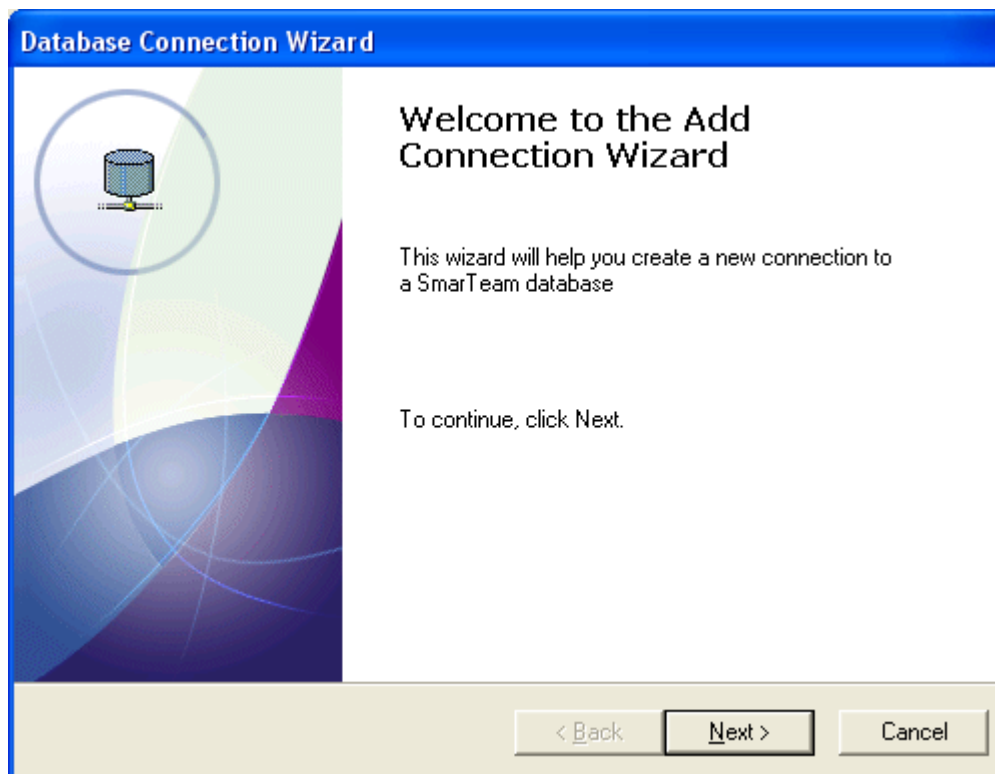 Database Connection Wizard
Welcome to the Add
Connection Wizard
This wizard will help you create a new connection to
a SmarTeam database
To continue, click Next.
< Back
Next >
Cancel